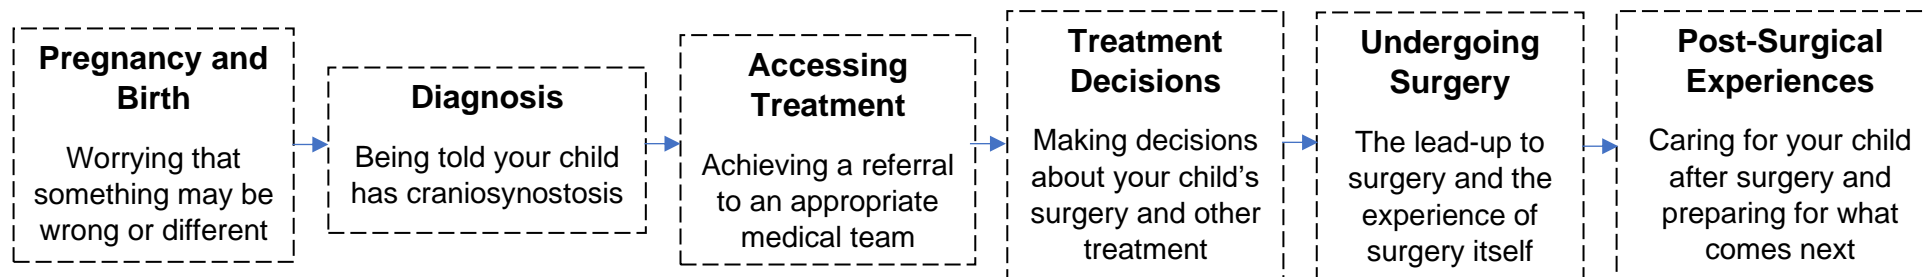 Pregnancy and
Birth
Worrying that
something may be
wrong or different
Diagnosis
Being told your child
has craniosynostosis
Accessing
Treatment
Achieving a referral
to an appropriate
medical team
Treatment
Decisions
Making decisions
about your child’s
surgery and other
treatment
Undergoing
Surgery
The lead-up to
surgery and the
experience of
surgery itself
Post-Surgical
Experiences
Caring for your child
after surgery and
preparing for what
comes next